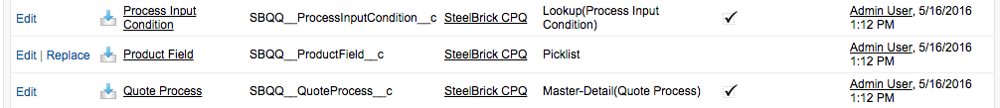 Edit Process Input Condition SBQQ__ProcessInputCondition__c SteelBrick CPQ Lookup(Process Input Condition) Admin User, 5/16/2016 1:12 PM
Edit | Replace Product Field SBQQ__ProductField__c SteelBrick CPQ Picklist Admin User, 5/16/2016 1:12 PM
Edit Quote Process SBQQ__QuoteProcess__c SteelBrick CPQ Master-Detail(Quote Process) Admin User, 5/16/2016 1:12 PM